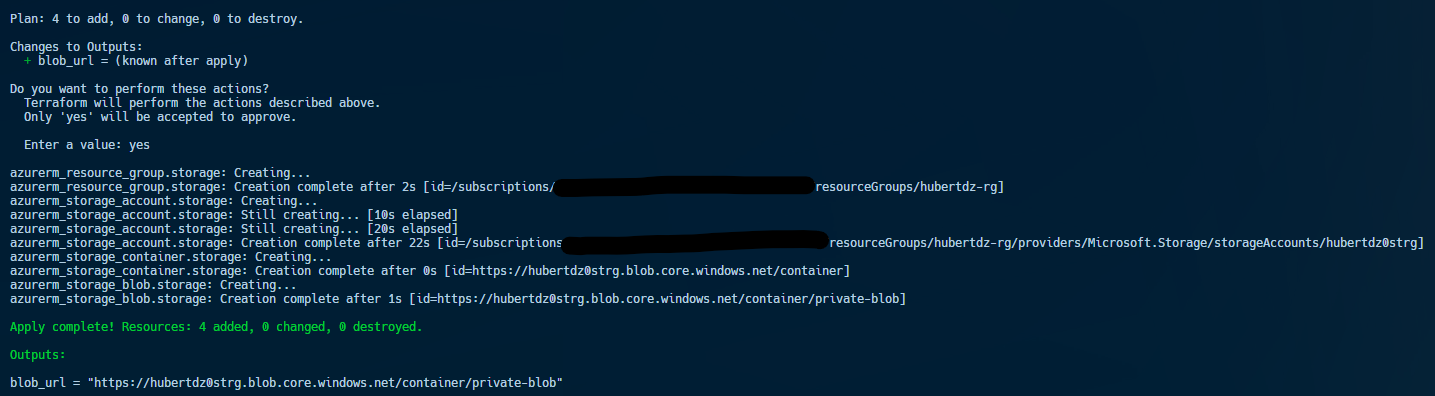 Plan: 4 to add, 0 to change, 0 to destroy.
Changes to Outputs:
+ blob_url = (known after apply)
Do you want to perform these actions?
Terraform will perform the actions described above.
Only 'yes' will be accepted to approve.
Enter a value: yes
azurerm_resource_group.storage: Creating...
azurerm_resource_group.storage: Creation complete after 2s [id=/subscriptions/ resourceGroups/hubertdz-rg]
azurerm_storage_account.storage: Creating...
azurerm_storage_account.storage: Still creating... [10s elapsed]
azurerm_storage_account.storage: Still creating... [20s elapsed]
azurerm_storage_account.storage: Creation complete after 22s [id=/subscriptions resourceGroups/hubertdz-rg/providers/Microsoft.Storage/storageAccounts/hubertdz0strg]
azurerm_storage_container.storage: Creating...
azurerm_storage_container.storage: Creation complete after 0s [id=https://hubertdz0strg.blob.core.windows.net/container]
azurerm_storage_blob.storage: Creating...
azurerm_storage_blob.storage: Creation complete after 1s [id=https://hubertdz0strg.blob.core.windows.net/container/private-blob]
Apply complete! Resources: 4 added, 0 changed, 0 destroyed.
Outputs:
blob_url = "https://hubertdz0strg.blob.core.windows.net/container/private-blob"